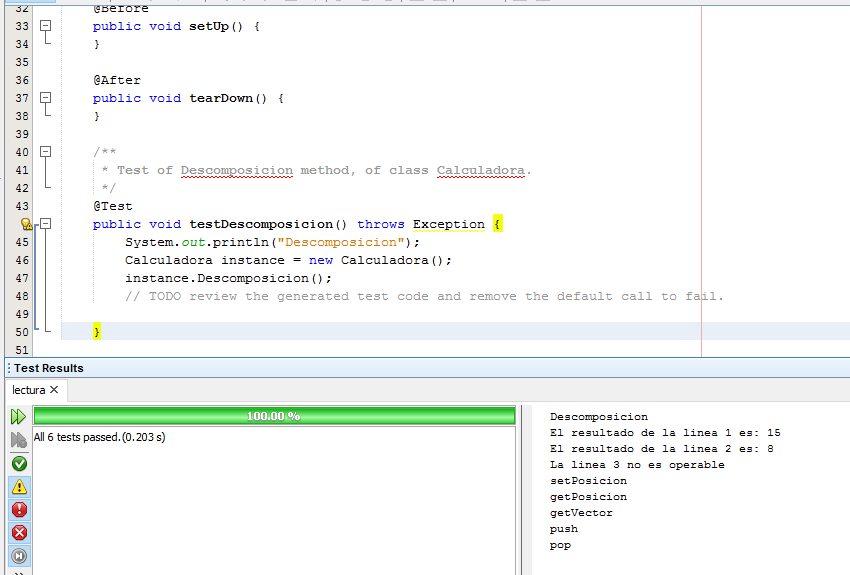 32 @Before
33 public void setUp() {
34 }
35
36 @After
37 public void tearDown() {
38 }
39
40 /**
41 * Test of Descomposicion method, of class Calculadora.
42 */
43 @Test
public void testDescomposicion() throws Exception {
45 System.out.println("Descomposicion");
46 Calculadora instance = new Calculadora();
47 instance.Descomposicion();
48 // TODO review the generated test code and remove the default call to fail.
49
50 }
51
Test Results
lectura
100.00 %
All 6 tests passed.(0.203 s)
Descomposicion
El resultado de la linea 1 es: 15
El resultado de la linea 2 es: 8
La linea 3 no es operable
setPosicion
getPosicion
getVector
push
pop